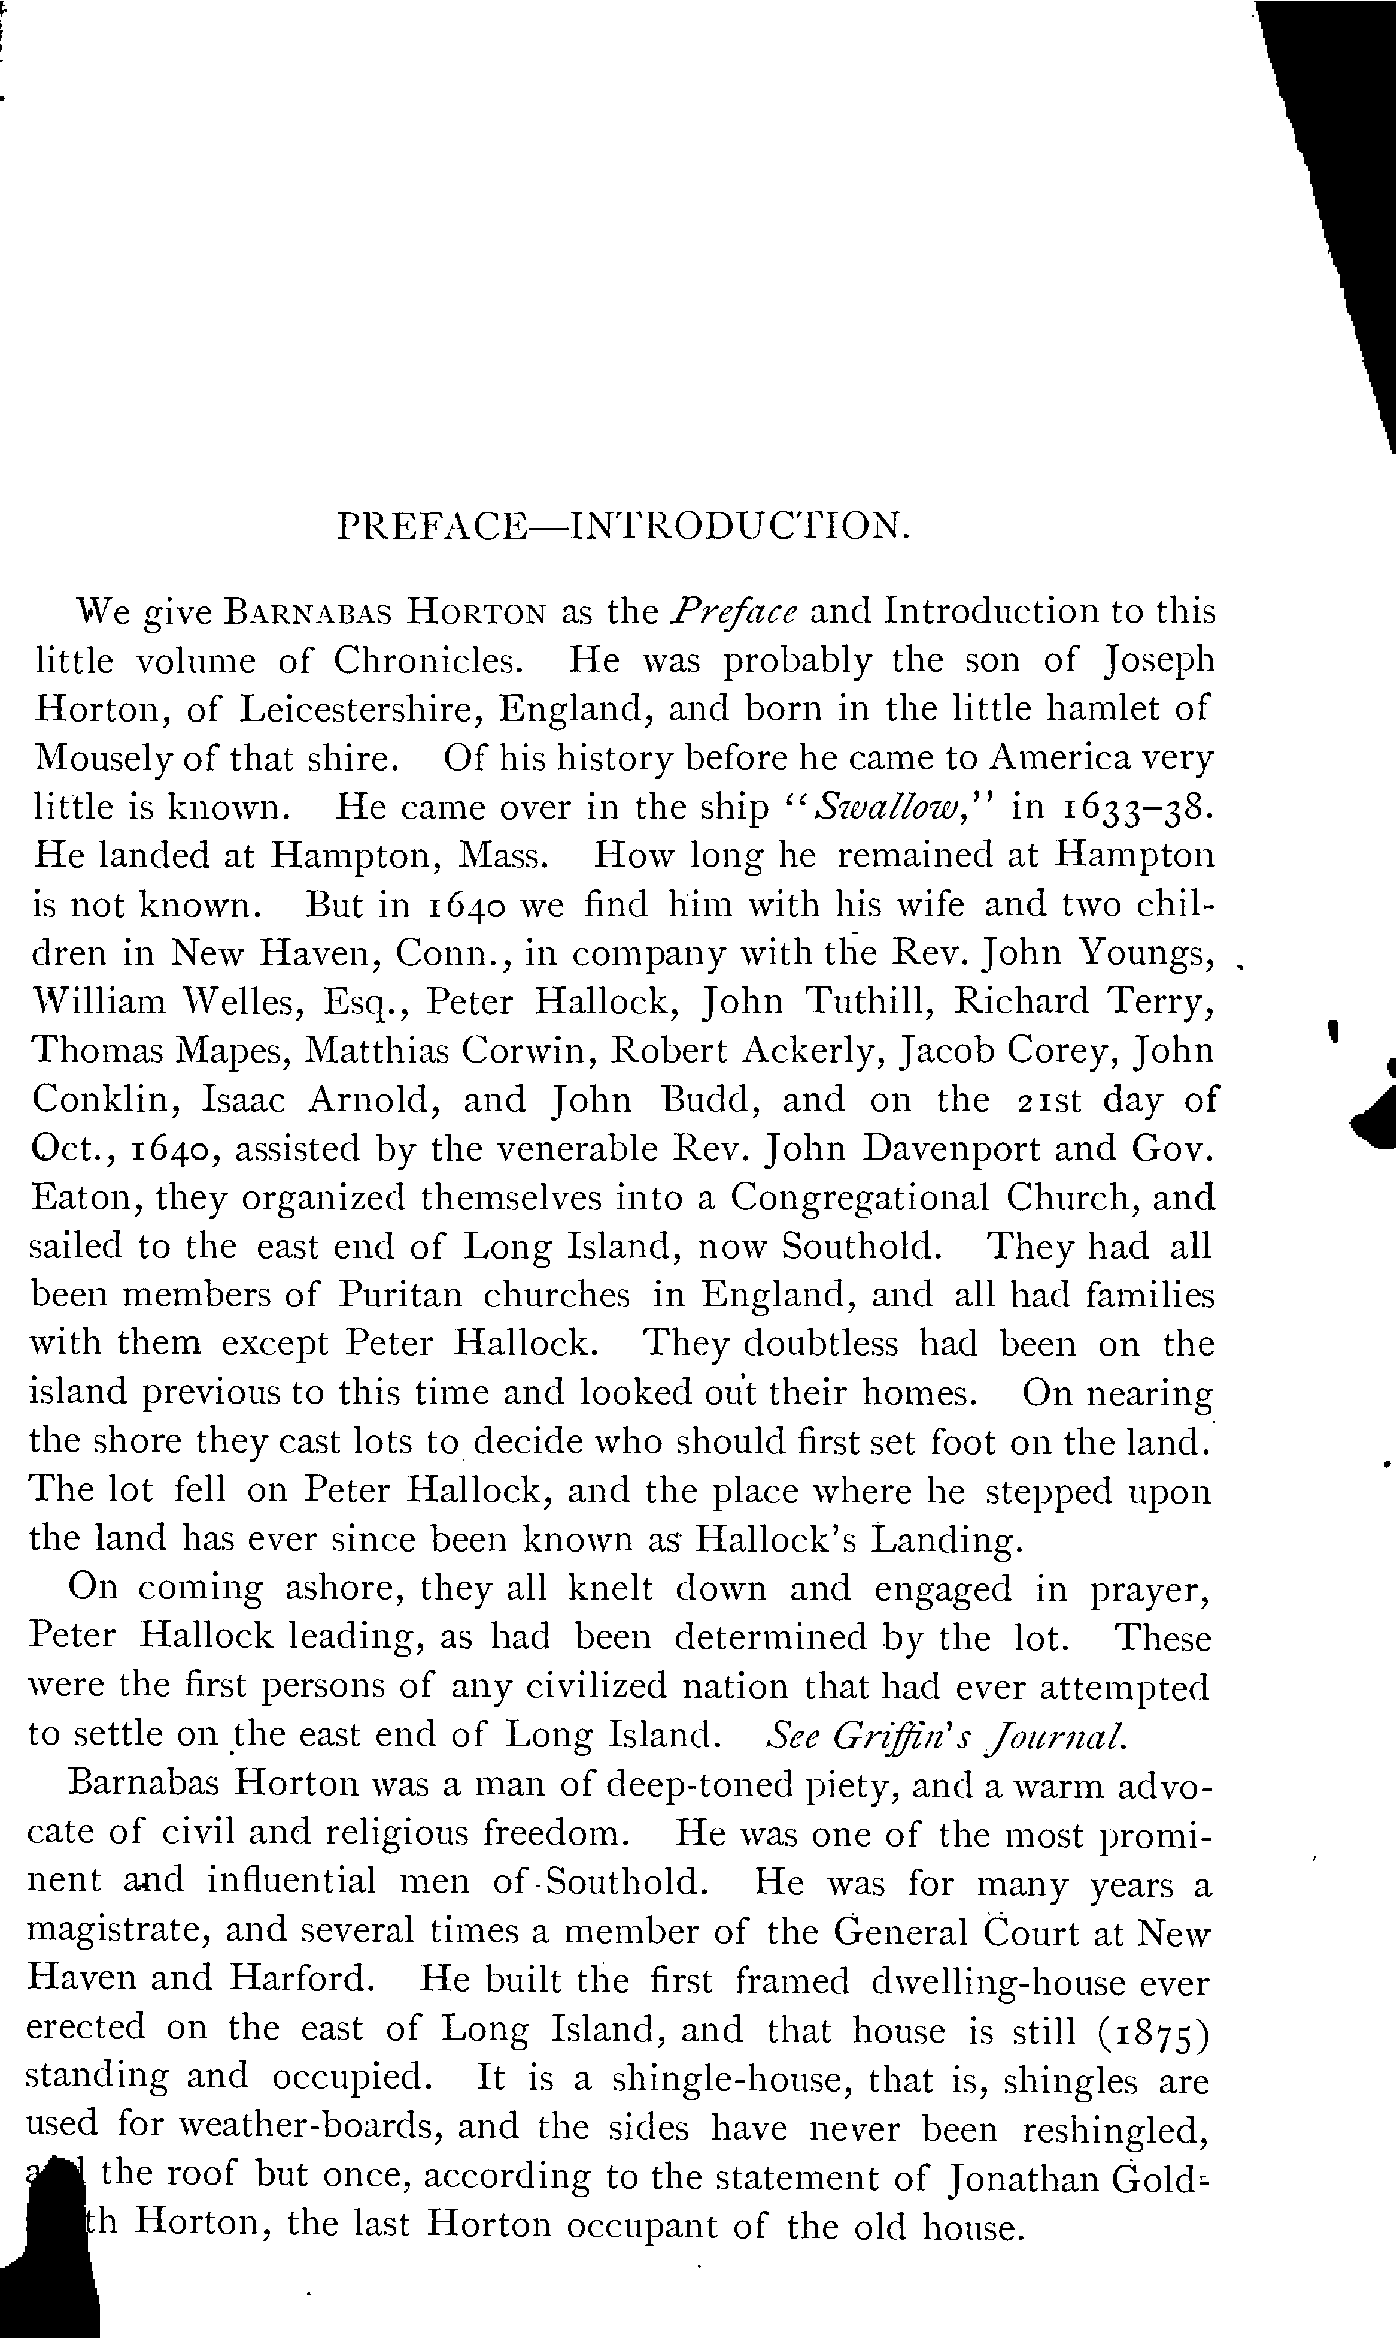 PREFACE—INTRODUCTION.
We give BARNABAS HORTON as the Preface and Introduction to this
little volume of Chronicles. He was probably the son of Joseph
Horton, of Leicestershire, England, and born in the little hamlet of
Mousely of that shire. Of his history before he came to America very
little is known. He came over in the ship "Swallow," in 1633–38.
He landed at Hampton, Mass. How long he remained at Hampton
is not known. But in 1640 we find him with his wife and two chil-
dren in New Haven, Conn., in company with the Rev. John Youngs,
William Welles, Esq., Peter Hallock, John Tuthill, Richard Terry,
Thomas Mapes, Matthias Corwin, Robert Ackerly, Jacob Corey, John
Conklin, Isaac Arnold, and John Budd, and on the 21st day of
Oct., 1640, assisted by the venerable Rev. John Davenport and Gov.
Eaton, they organized themselves into a Congregational Church, and
sailed to the east end of Long Island, now Southold. They had all
been members of Puritan churches in England, and all had families
with them except Peter Hallock. They doubtless had been on the
island previous to this time and looked out their homes. On nearing
the shore they cast lots to decide who should first set foot on the land.
The lot fell on Peter Hallock, and the place where he stepped upon
the land has ever since been known as Hallock's Landing.
On coming ashore, they all knelt down and engaged in prayer,
Peter Hallock leading, as had been determined by the lot. These
were the first persons of any civilized nation that had ever attempted
to settle on the east end of Long Island. See Griffin's Journal.
Barnabas Horton was a man of deep-toned piety, and a warm advo-
cate of civil and religious freedom. He was one of the most promi-
nent and influential men of Southold. He was for many years a
magistrate, and several times a member of the General Court at New
Haven and Harford. He built the first framed dwelling-house ever
erected on the east of Long Island, and that house is still (1875)
standing and occupied. It is a shingle-house, that is, shingles are
used for weather-boards, and the sides have never been reshingled,
the roof but once, according to the statement of Jonathan Gold-
th Horton, the last Horton occupant of the old house.